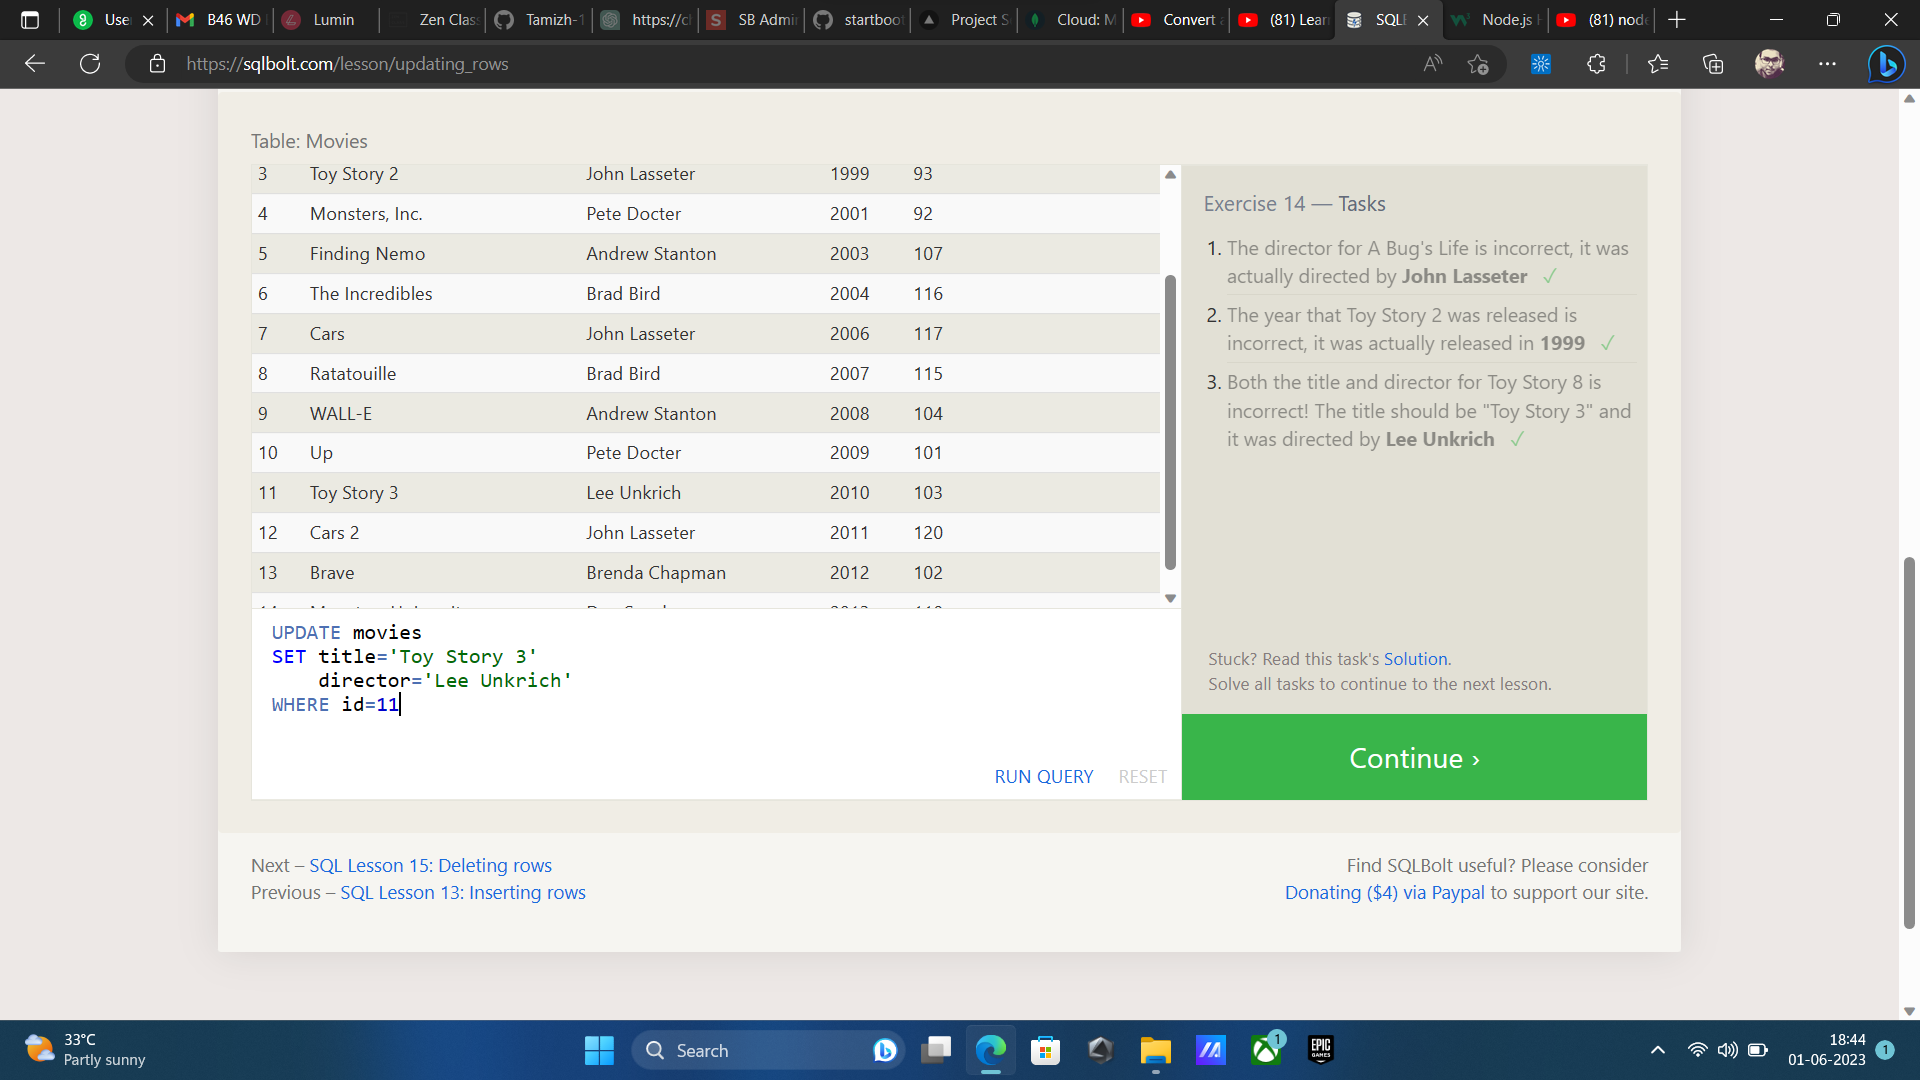 Use
B46 WD
Lumin
Zen Clas
Tamizh-1
https://cl
SB Admi
startboot
Project S
Cloud: M
Convert
(81) Lear
SQL
Node.js
(81) node
https://sqlbolt.com/lesson/updating_rows
Table: Movies
3 Toy Story 2 John Lasseter 1999 93
4 Monsters, Inc. Pete Docter 2001 92
5 Finding Nemo Andrew Stanton 2003 107
6 The Incredibles Brad Bird 2004 116
7 Cars John Lasseter 2006 117
8 Ratatouille Brad Bird 2007 115
9 WALL-E Andrew Stanton 2008 104
10 Up Pete Docter 2009 101
11 Toy Story 3 Lee Unkrich 2010 103
12 Cars 2 John Lasseter 2011 120
13 Brave Brenda Chapman 2012 102
UPDATE movies
SET title='Toy Story 3'
director='Lee Unkrich'
WHERE id=11
RUN QUERY RESET
Exercise 14 — Tasks
1. The director for A Bug's Life is incorrect, it was
actually directed by John Lasseter ✓
2. The year that Toy Story 2 was released is
incorrect, it was actually released in 1999 ✓
3. Both the title and director for Toy Story 8 is
incorrect! The title should be "Toy Story 3" and
it was directed by Lee Unkrich ✓
Stuck? Read this task's Solution.
Solve all tasks to continue to the next lesson.
Continue ›
Next – SQL Lesson 15: Deleting rows
Previous – SQL Lesson 13: Inserting rows
Find SQLBolt useful? Please consider
Donating ($4) via Paypal to support our site.
33°C
Partly sunny
Search
1
EPIC
GAMES
18:44
01-06-2023
1